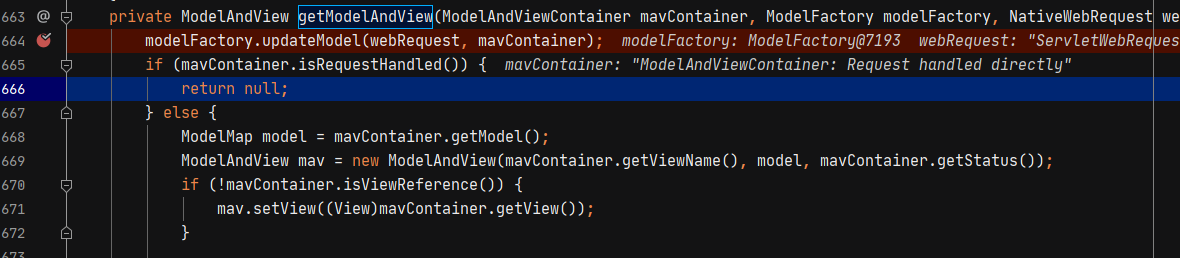 663 @ private ModelAndView getModelAndView(ModelAndViewContainer mavContainer, ModelFactory modelFactory, NativeWebRequest we
664 modelFactory.updateModel(webRequest, mavContainer); modelFactory: ModelFactory@7193 webRequest: "ServletWebReques
665 if (mavContainer.isRequestHandled()) { mavContainer: "ModelAndViewContainer: Request handled directly"
666 return null;
667 } else {
668 ModelMap model = mavContainer.getModel();
669 ModelAndView mav = new ModelAndView(mavContainer.getViewName(), model, mavContainer.getStatus());
670 if (!mavContainer.isViewReference()) {
671 mav.setView((View)mavContainer.getView());
672 }
673